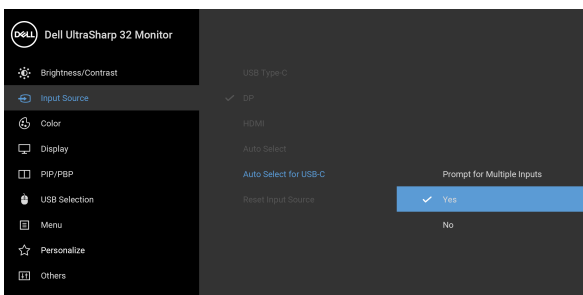 DELL Dell UltraSharp 32 Monitor
Brightness/Contrast
USB Type-C
Input Source
DP
Color
HDMI
Display
Auto Select
PIP/PBP
Auto Select for USB-C
Prompt for Multiple Inputs
USB Selection
Reset Input Source
Yes
Menu
No
Personalize
Others